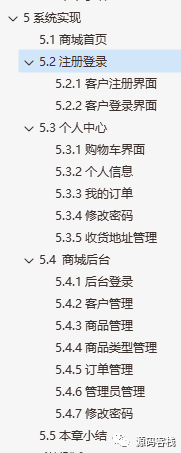 5 系统实现
5.1 商城首页
5.2 注册登录
5.2.1 客户注册界面
5.2.2 客户登录界面
5.3 个人中心
5.3.1 购物车界面
5.3.2 个人信息
5.3.3 我的订单
5.3.4 修改密码
5.3.5 收货地址管理
5.4 商城后台
5.4.1 后台登录
5.4.2 客户管理
5.4.3 商品管理
5.4.4 商品类型管理
5.4.5 订单管理
5.4.6 管理员管理
5.4.7 修改密码
5.5 本章小结
源码客栈